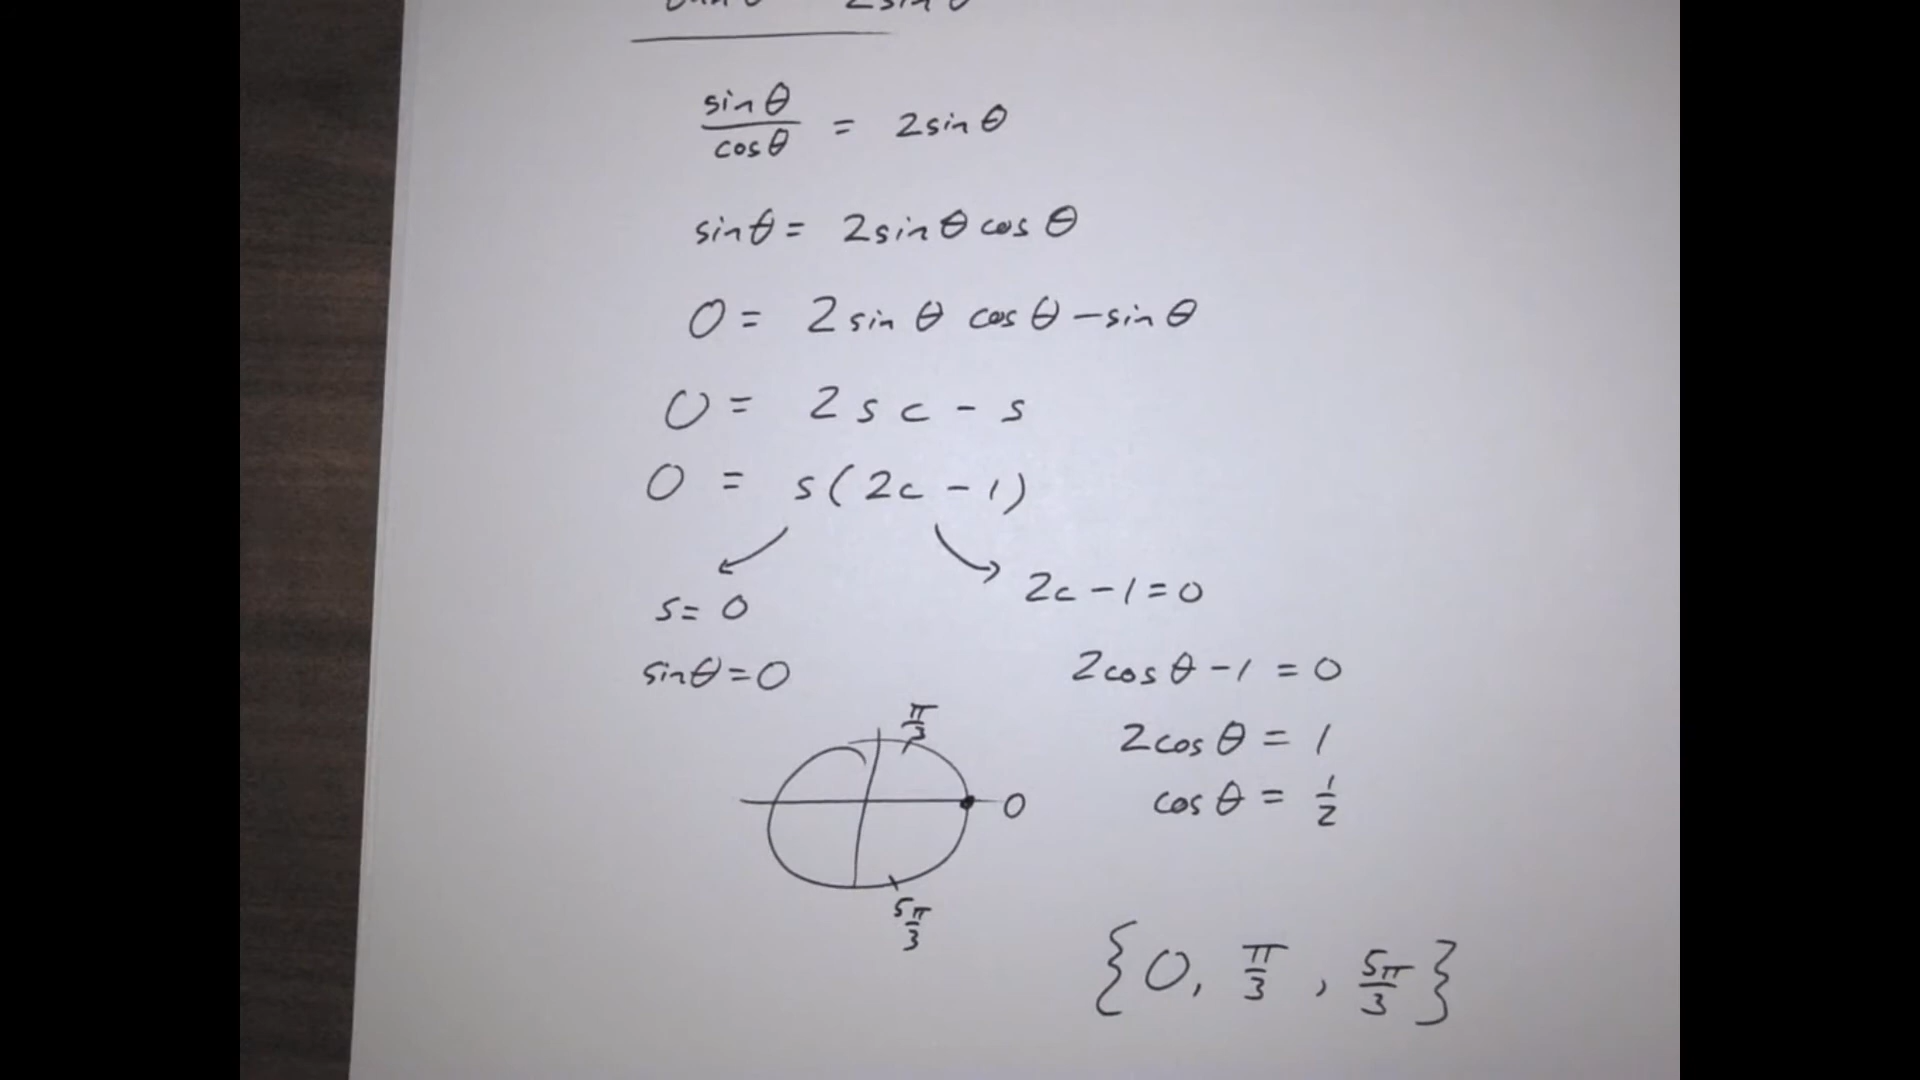 sinθ/cosθ = 2sinθ
sinθ = 2sinθ cosθ
0 = 2sinθ cosθ - sinθ
0 = 2sc - s
0 = s(2c - 1)
s = 0
2c - 1 = 0
sinθ = 0
2cosθ - 1 = 0
π/3
2cosθ = 1
0
cosθ = 1/2
5π/3
{0, π/3, 5π/3}